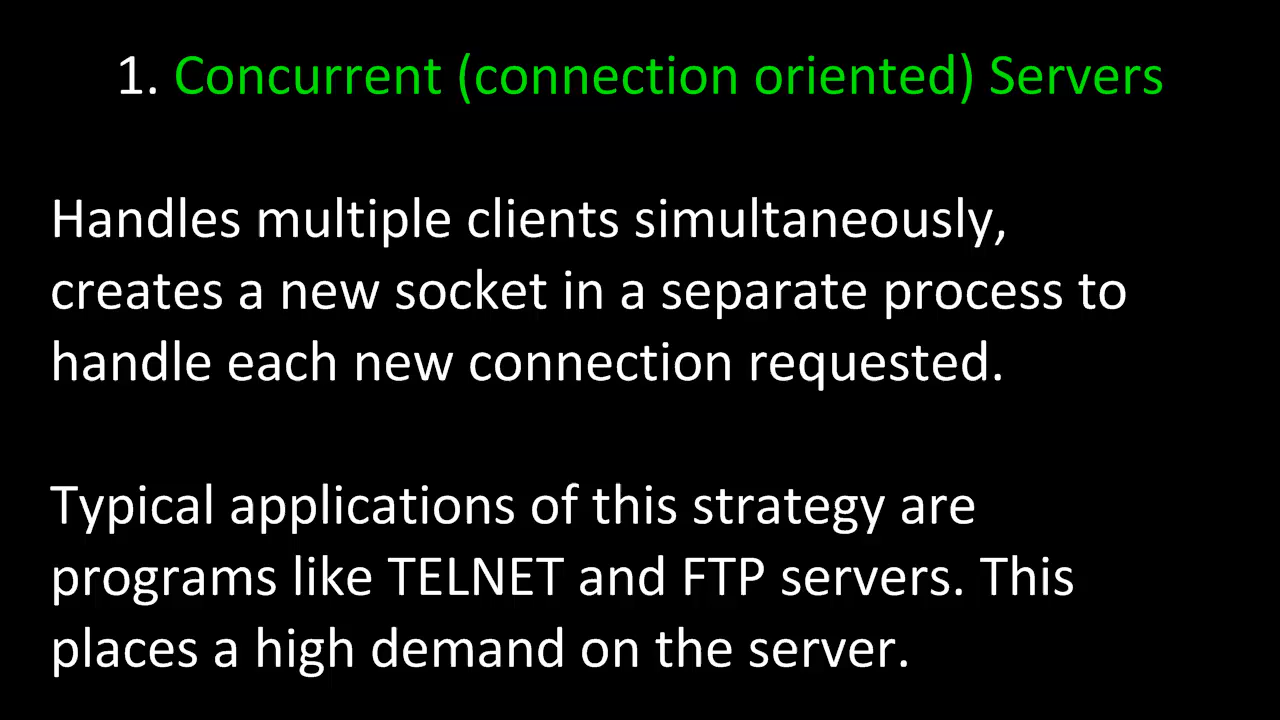 1. Concurrent (connection oriented) Servers
Handles multiple clients simultaneously,
creates a new socket in a separate process to
handle each new connection requested.
Typical applications of this strategy are
programs like TELNET and FTP servers. This
places a high demand on the server.